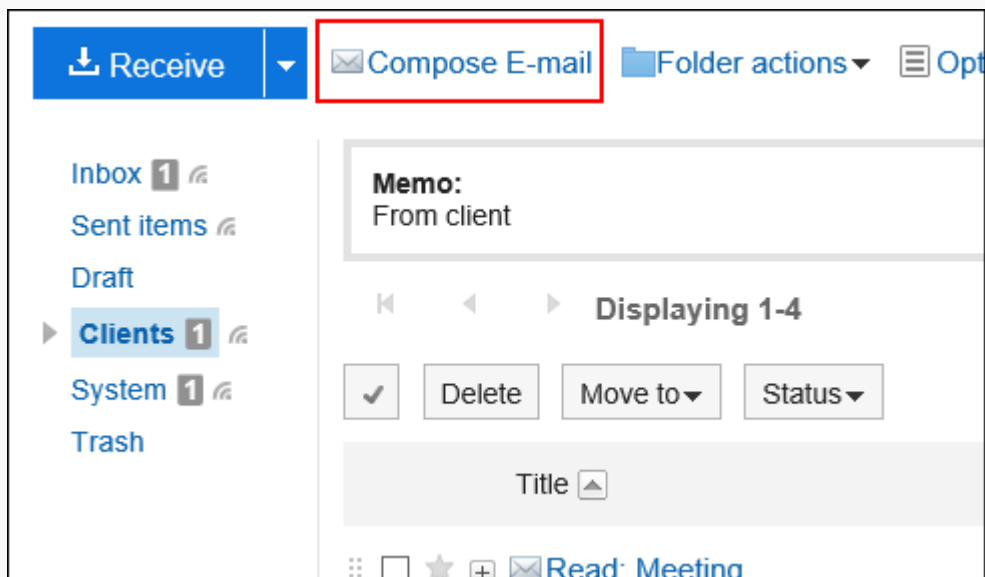 Receive Compose E-mail Folder actions Opt
Inbox 1
Sent items
Draft
Clients 1
System 1
Trash
Memo:
From client
Displaying 1-4
Delete Move to Status
Title
Read: Meeting